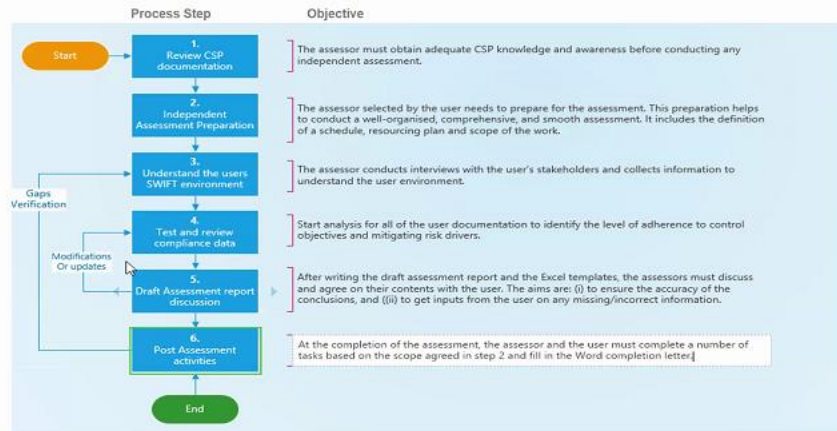 Process Step
Objective
Start
1.
Review CSP
documentation
The assessor must obtain adequate CSP knowledge and awareness before conducting any
independent assessment.
2.
Independent
Assessment Preparation
The assessor selected by the user needs to prepare for the assessment. This preparation helps
to conduct a well-organised, comprehensive, and smooth assessment. It includes the definition
of a schedule, resourcing plan and scope of the work.
3.
Understand the users
SWIFT environment
The assessor conducts interviews with the user's stakeholders and collects information to
understand the user environment.
Gaps
Verification
4.
Test and review
compliance data
Start analysis for all of the user documentation to identify the level of adherence to control
objectives and mitigating risk drivers.
Modifications
Or updates
5.
Draft Assessment report
discussion
After writing the draft assessment report and the Excel templates, the assessors must discuss
and agree on their contents with the user. The aims are: (i) to ensure the accuracy of the
conclusions, and ((ii) to get inputs from the user on any missing/incorrect information.
6.
Post Assessment
activities
At the completion of the assessment, the assessor and the user must complete a number of
tasks based on the scope agreed in step 2 and fill in the Word completion letter.
End